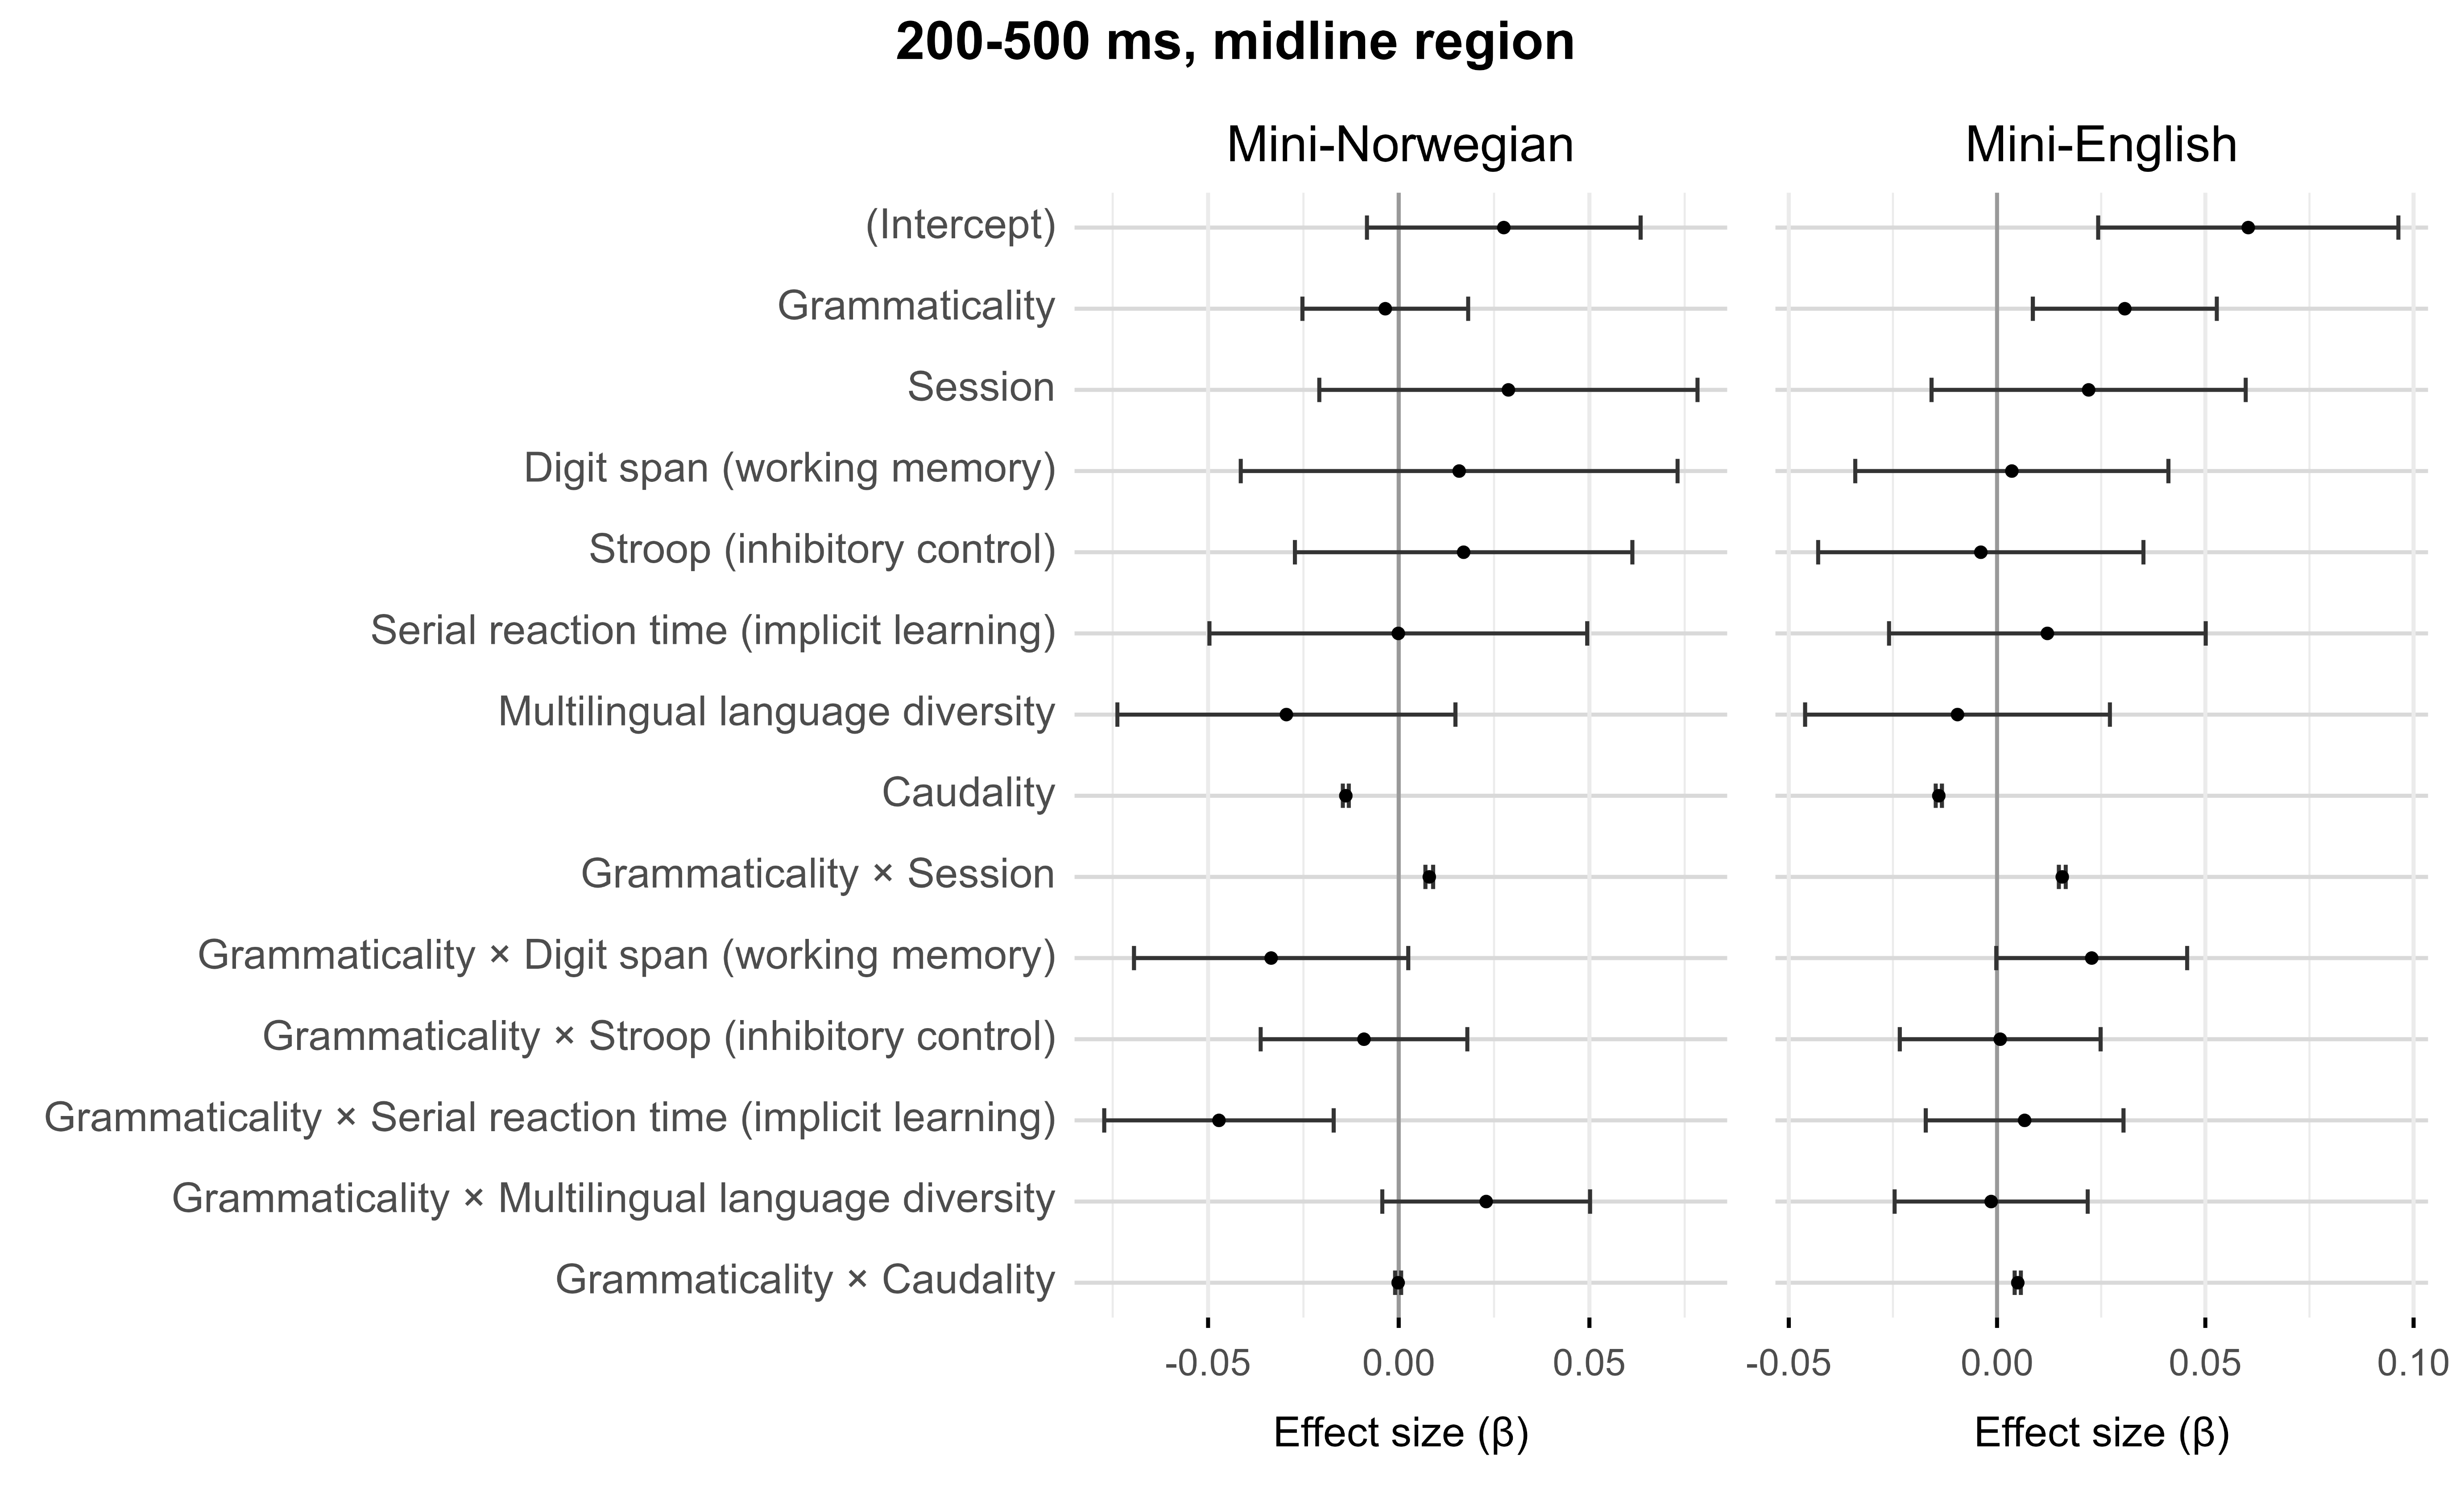 200-500 ms, midline region
Mini-Norwegian
Mini-English
(Intercept)
Grammaticality
Session
Digit span (working memory)
Stroop (inhibitory control)
Serial reaction time (implicit learning)
Multilingual language diversity
Caudality
Grammaticality × Session
Grammaticality × Digit span (working memory)
Grammaticality × Stroop (inhibitory control)
Grammaticality × Serial reaction time (implicit learning)
Grammaticality × Multilingual language diversity
Grammaticality × Caudality
-0.05 0.00 0.05
-0.05 0.00 0.05 0.10
Effect size (β)
Effect size (β)